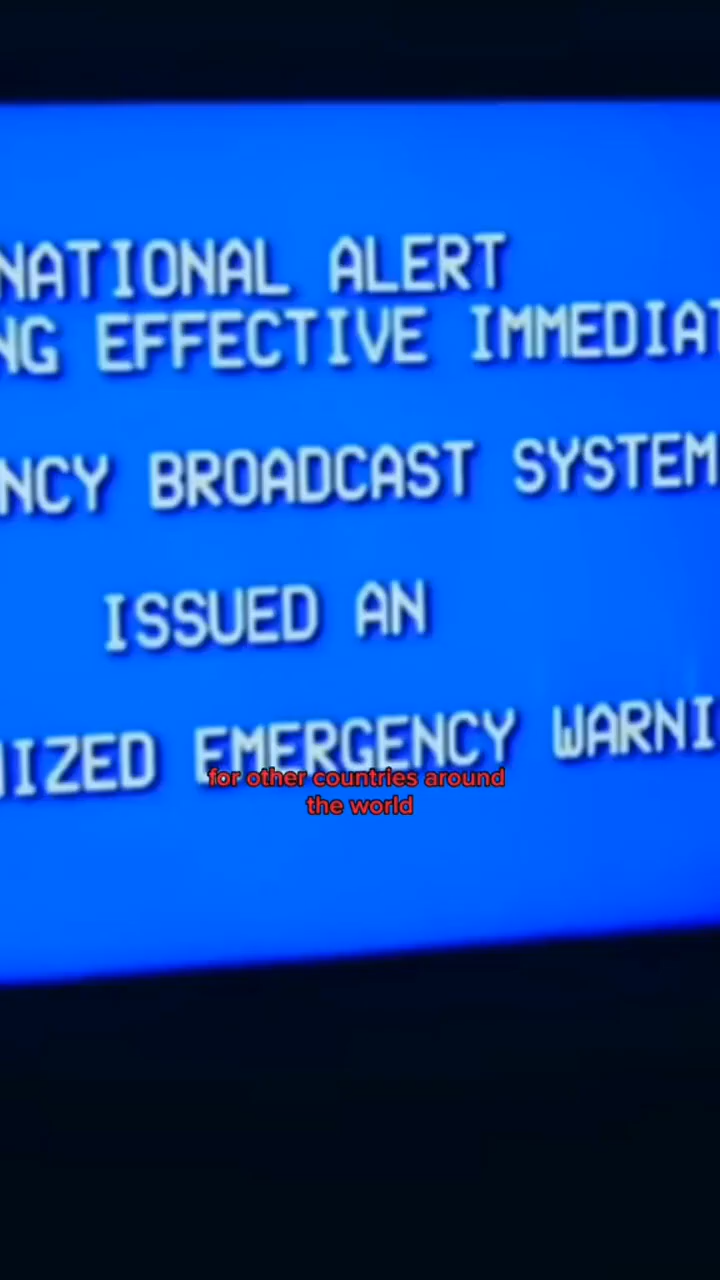 NATIONAL ALERT
NG EFFECTIVE IMMEDIAT
NCY BROADCAST SYSTEM
ISSUED AN
IZED EMERGENCY WARNI
for other countries around
the world